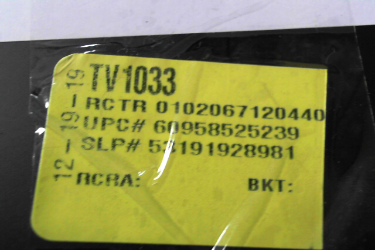 TV1033
RCTR 0102067120440
UPC# 60958525239
SLP# 53191928981
RCRA: BKT:
12-19-19